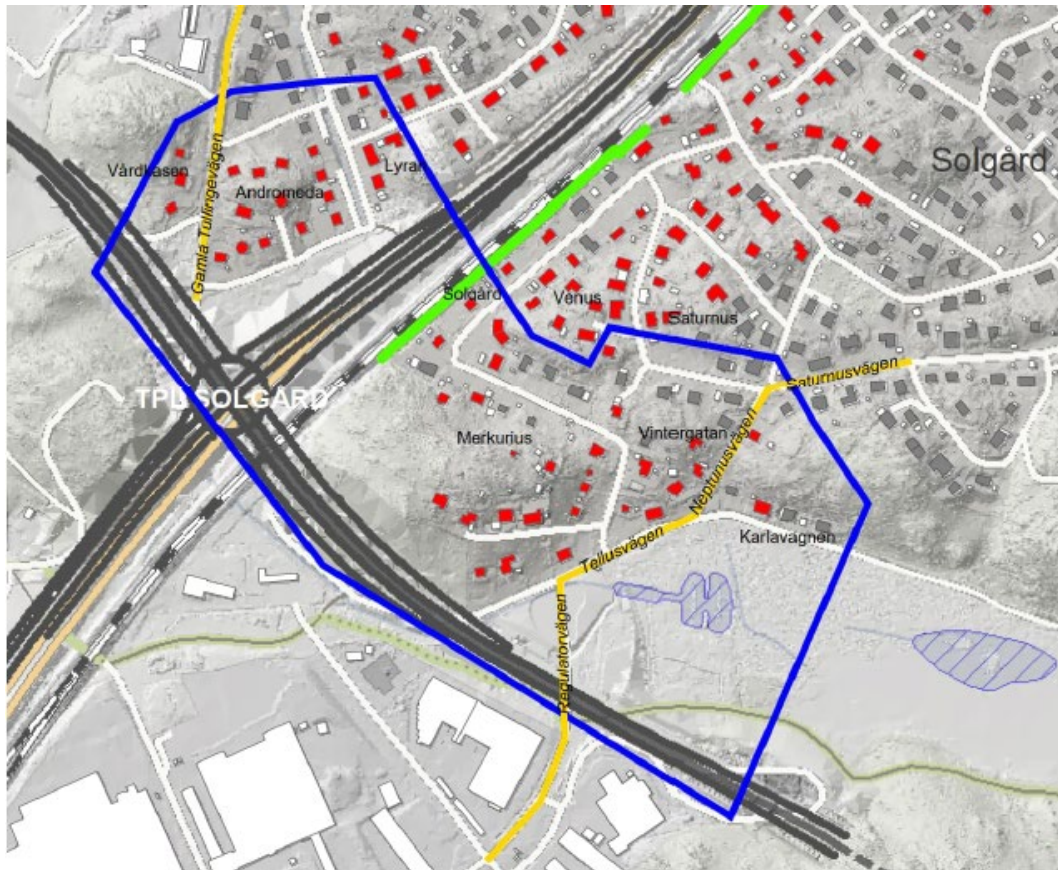 Solgård
Vårdkasen
Lyran
Andromeda
Gamla Tullingevägen
Solgård
Venus
Saturnus
TPL SOLGÅRD
Saturnusvägen
Merkurius
Vintergatan
Neptunusvägen
Karlavagnen
Tellusvägen
Regulatorvägen